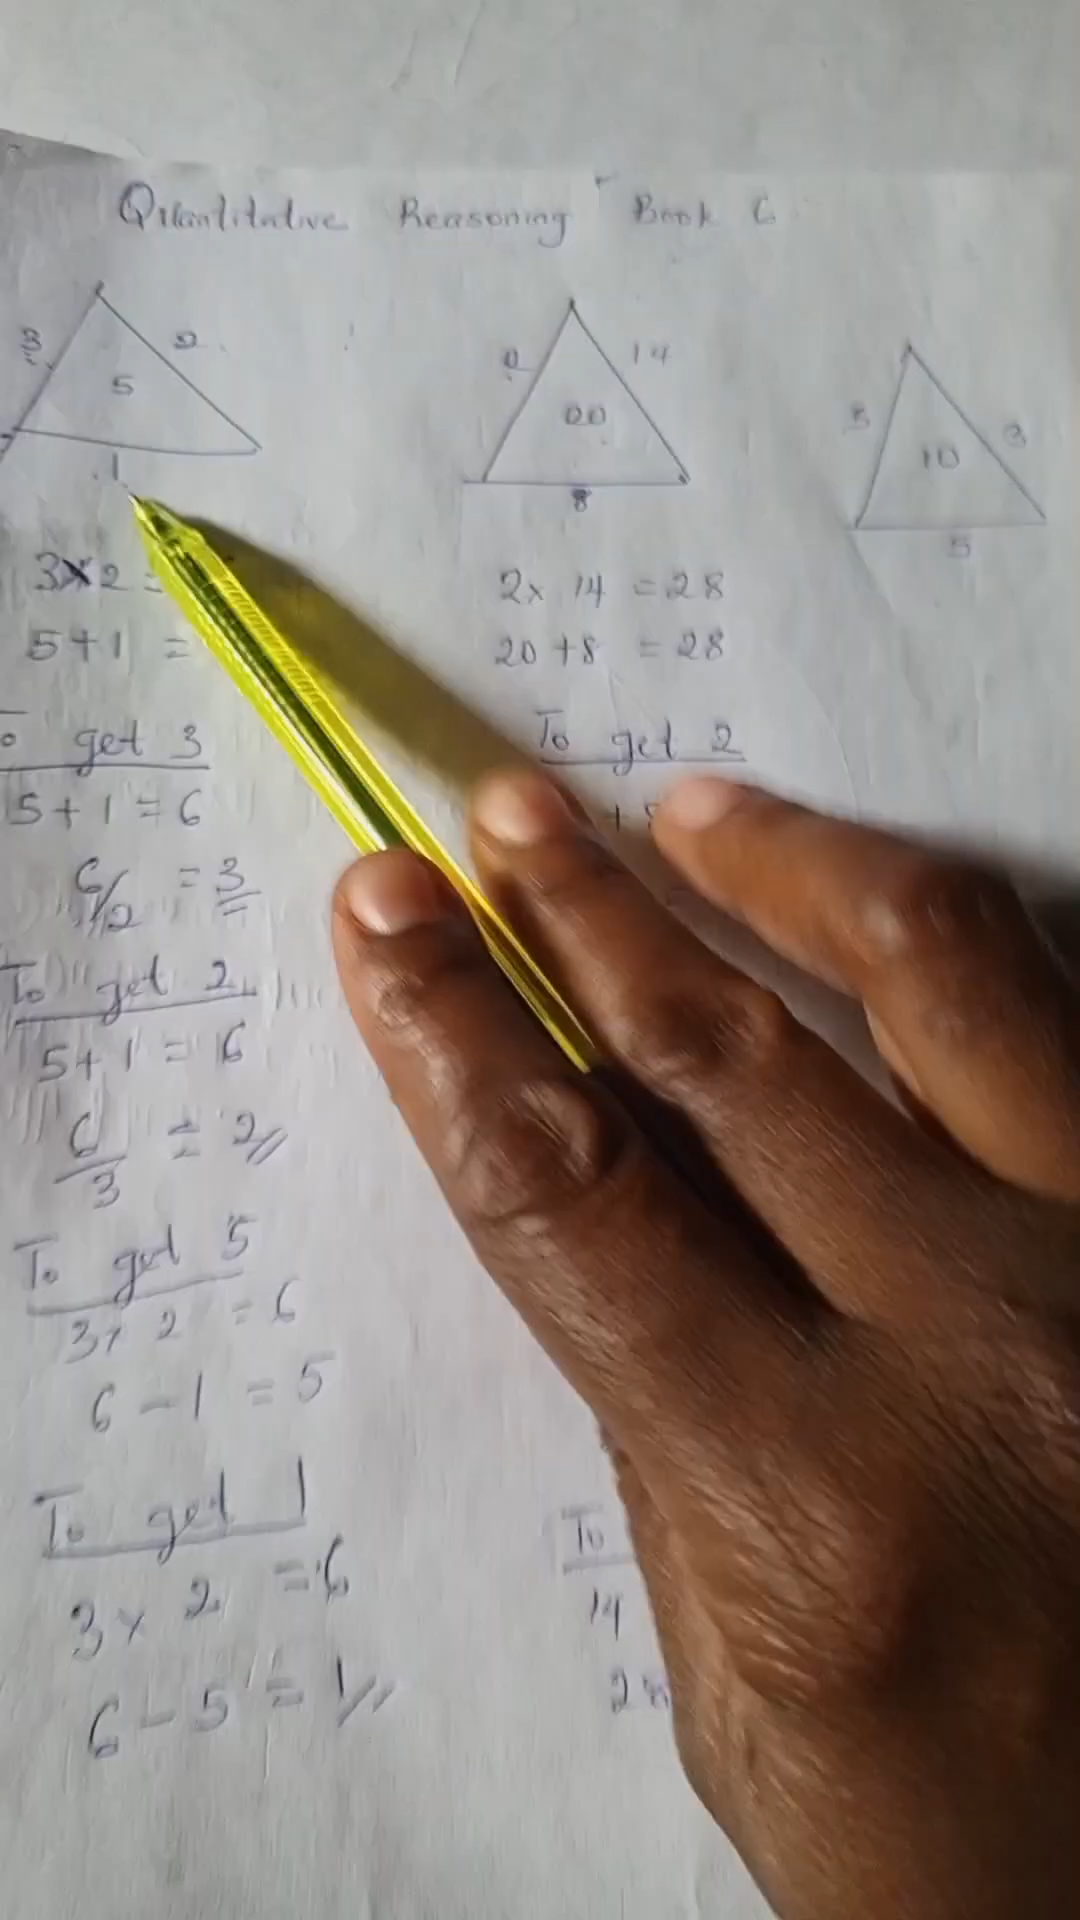 Quantitative Reasoning Book 6
3
2
5
1
2
14
20
8
5
3
10
5
3x2 =
5+1 =
To get 3
5+1 = 6
6/2 = 3
To get 2
5+1 = 6
6/3 = 2
To get 5
3x 2 = 6
6 - 1 = 5
To get 1
3x 2 = 6
6 - 5 = 1
2x 14 = 28
20 +8 = 28
To get 2
+ 8
To
14
28